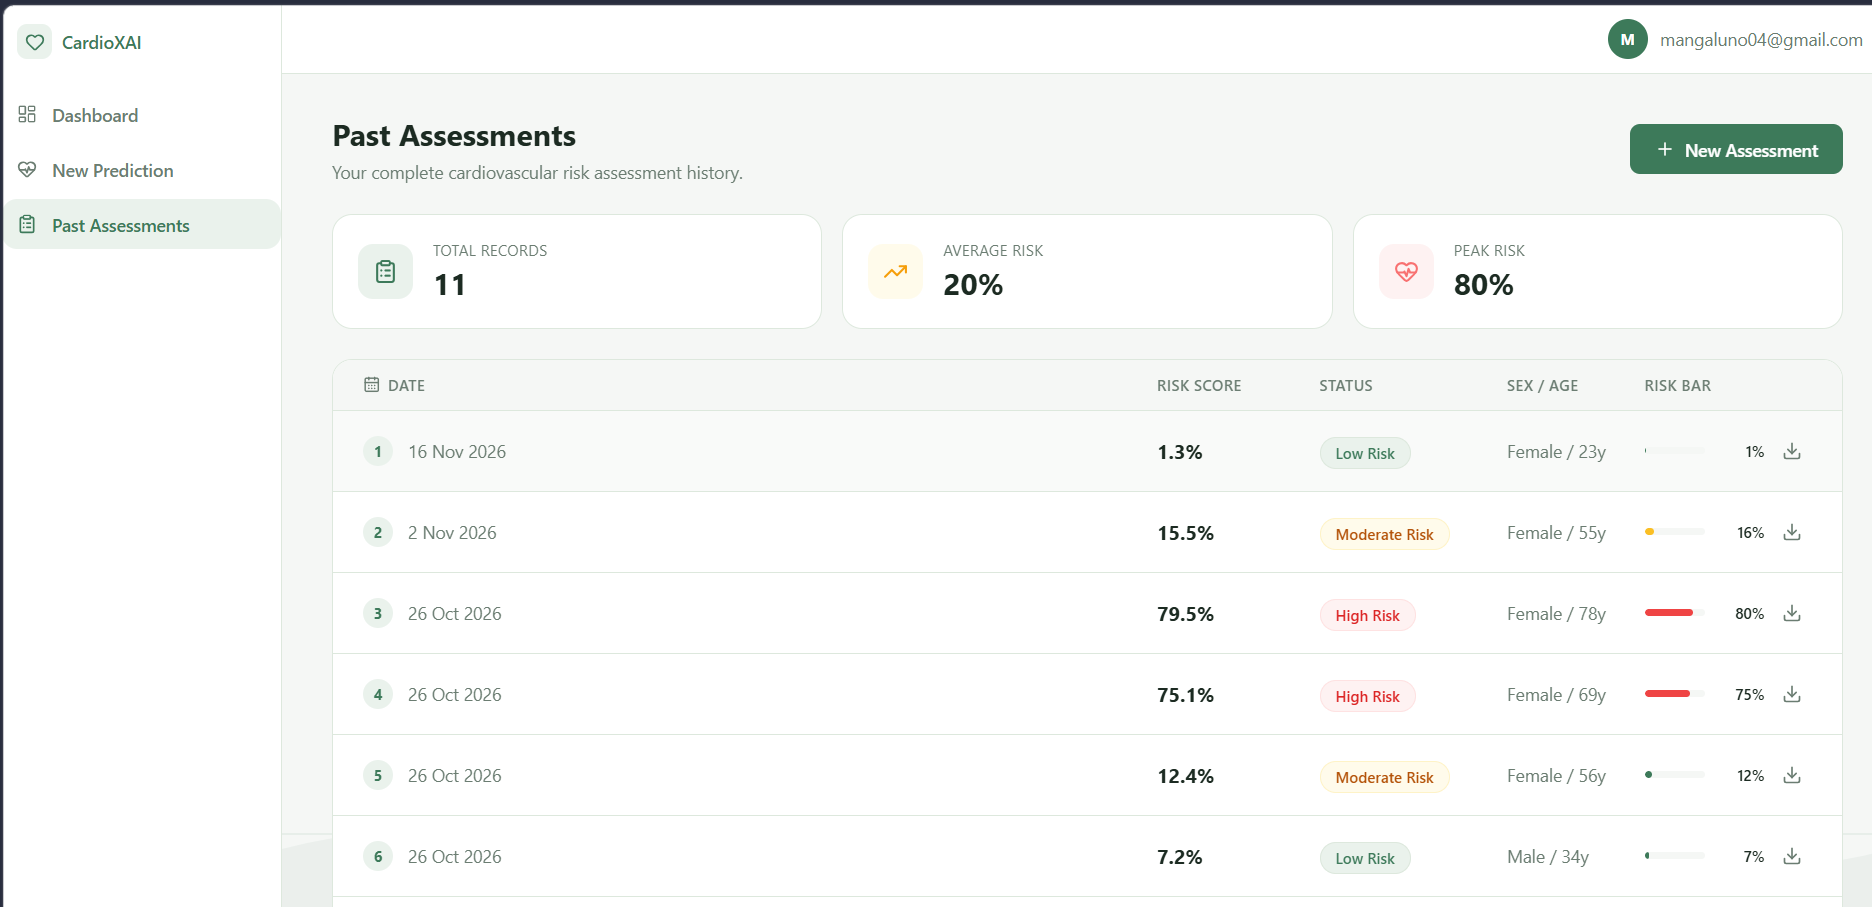 CardioXAI
M mangaluno04@gmail.com
Dashboard
New Prediction
Past Assessments
Past Assessments
Your complete cardiovascular risk assessment history.
+ New Assessment
TOTAL RECORDS
11
AVERAGE RISK
20%
PEAK RISK
80%
DATE RISK SCORE STATUS SEX / AGE RISK BAR
1 16 Nov 2026 1.3% Low Risk Female / 23y 1%
2 2 Nov 2026 15.5% Moderate Risk Female / 55y 16%
3 26 Oct 2026 79.5% High Risk Female / 78y 80%
4 26 Oct 2026 75.1% High Risk Female / 69y 75%
5 26 Oct 2026 12.4% Moderate Risk Female / 56y 12%
6 26 Oct 2026 7.2% Low Risk Male / 34y 7%